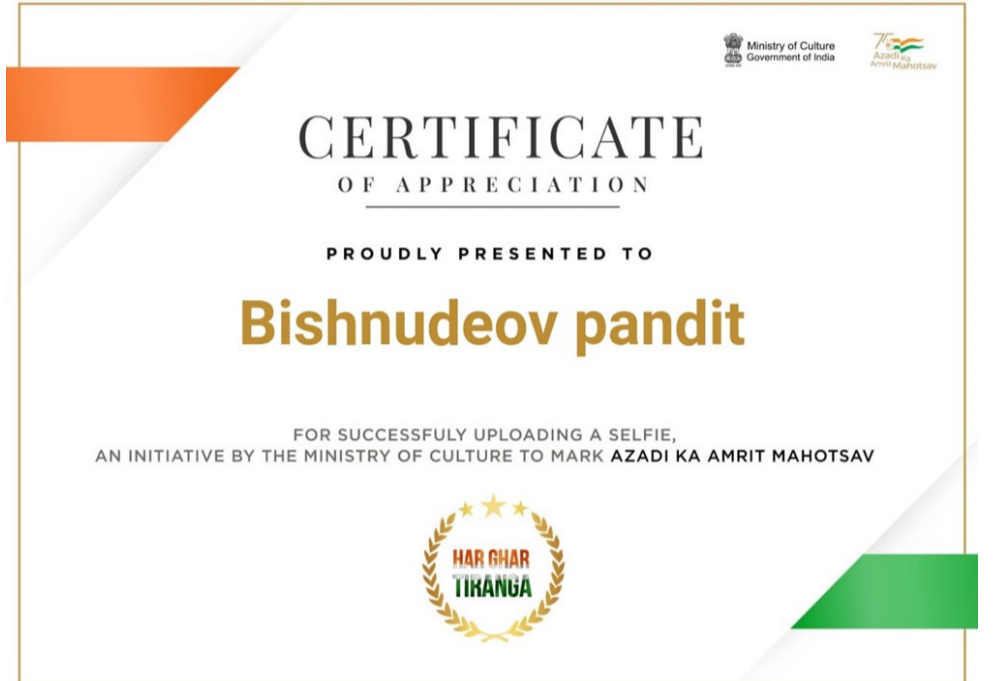 Ministry of Culture
Government of India
75
Azadi Ka
Amrit Mahotsav
CERTIFICATE
OF APPRECIATION
PROUDLY PRESENTED TO
Bishnudeov pandit
FOR SUCCESSFULY UPLOADING A SELFIE,
AN INITIATIVE BY THE MINISTRY OF CULTURE TO MARK AZADI KA AMRIT MAHOTSAV
HAR GHAR
TIRANGA